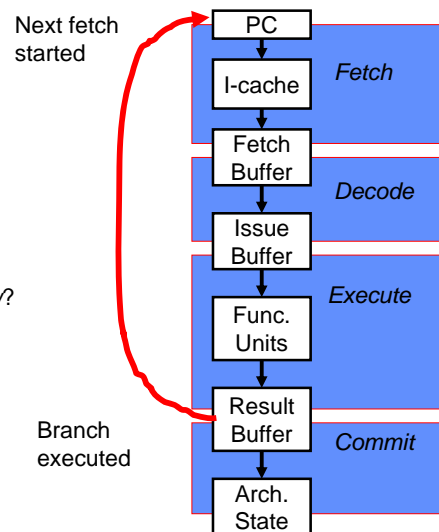 Next fetch
started
PC
Fetch
I-cache
Fetch
Buffer
Decode
Issue
Buffer
Execute
Func.
Units
Result
Buffer
Branch
executed
Commit
Arch.
State